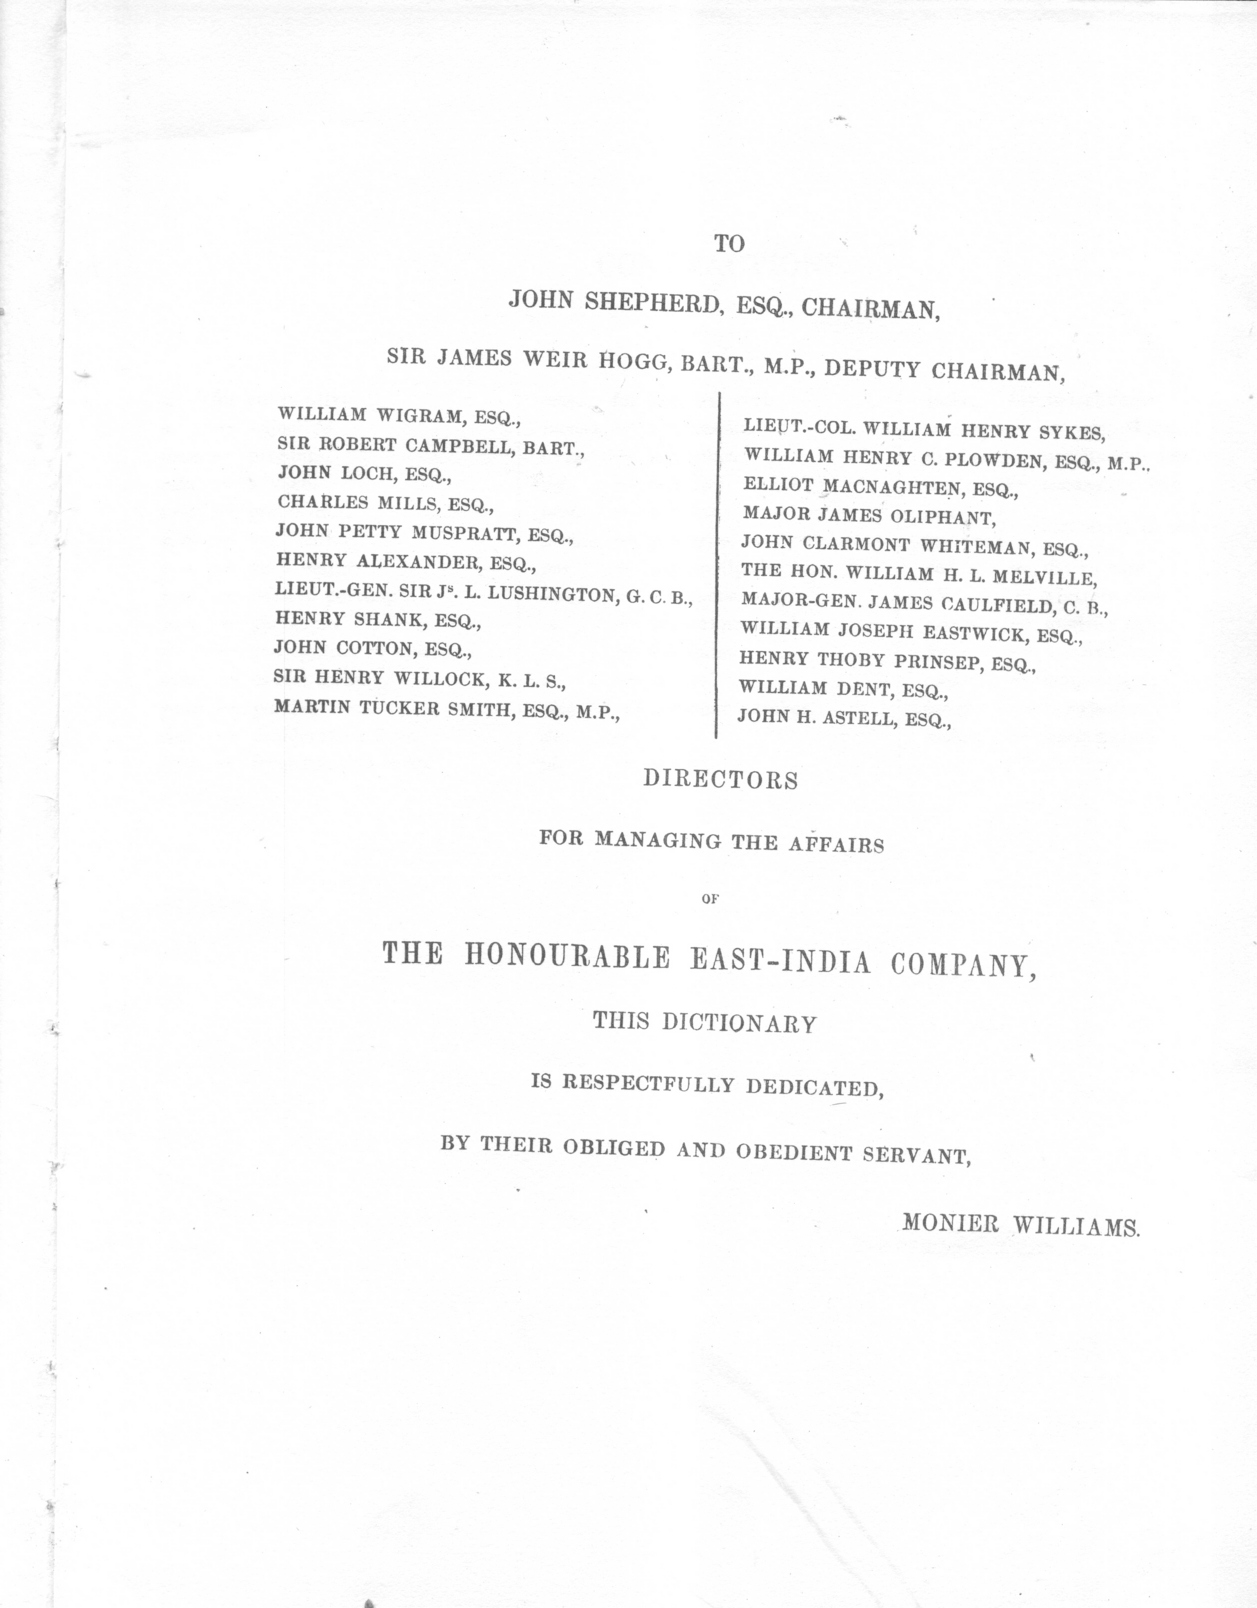 TO
JOHN SHEPHERD, ESQ., CHAIRMAN,
SIR JAMES WEIR HOGG, BART., M.P., DEPUTY CHAIRMAN,
WILLIAM WIGRAM, ESQ.,
SIR ROBERT CAMPBELL, BART.,
JOHN LOCH, ESQ.,
CHARLES MILLS, ESQ.,
JOHN PETTY MUSPRATT, ESQ.,
HENRY ALEXANDER, ESQ.,
LIEUT.-GEN. SIR Jˢ. L. LUSHINGTON, G. C. B.,
HENRY SHANK, ESQ.,
JOHN COTTON, ESQ.,
SIR HENRY WILLOCK, K. L. S.,
MARTIN TUCKER SMITH, ESQ., M.P.,
LIEUT.-COL. WILLIAM HENRY SYKES,
WILLIAM HENRY C. PLOWDEN, ESQ., M.P..
ELLIOT MACNAGHTEN, ESQ.,
MAJOR JAMES OLIPHANT,
JOHN CLARMONT WHITEMAN, ESQ.,
THE HON. WILLIAM H. L. MELVILLE,
MAJOR-GEN. JAMES CAULFIELD, C. B.,
WILLIAM JOSEPH EASTWICK, ESQ.,
HENRY THOBY PRINSEP, ESQ.,
WILLIAM DENT, ESQ.,
JOHN H. ASTELL, ESQ.,
DIRECTORS
FOR MANAGING THE AFFAIRS
OF
THE HONOURABLE EAST-INDIA COMPANY,
THIS DICTIONARY
IS RESPECTFULLY DEDICATED,
BY THEIR OBLIGED AND OBEDIENT SERVANT,
MONIER WILLIAMS.